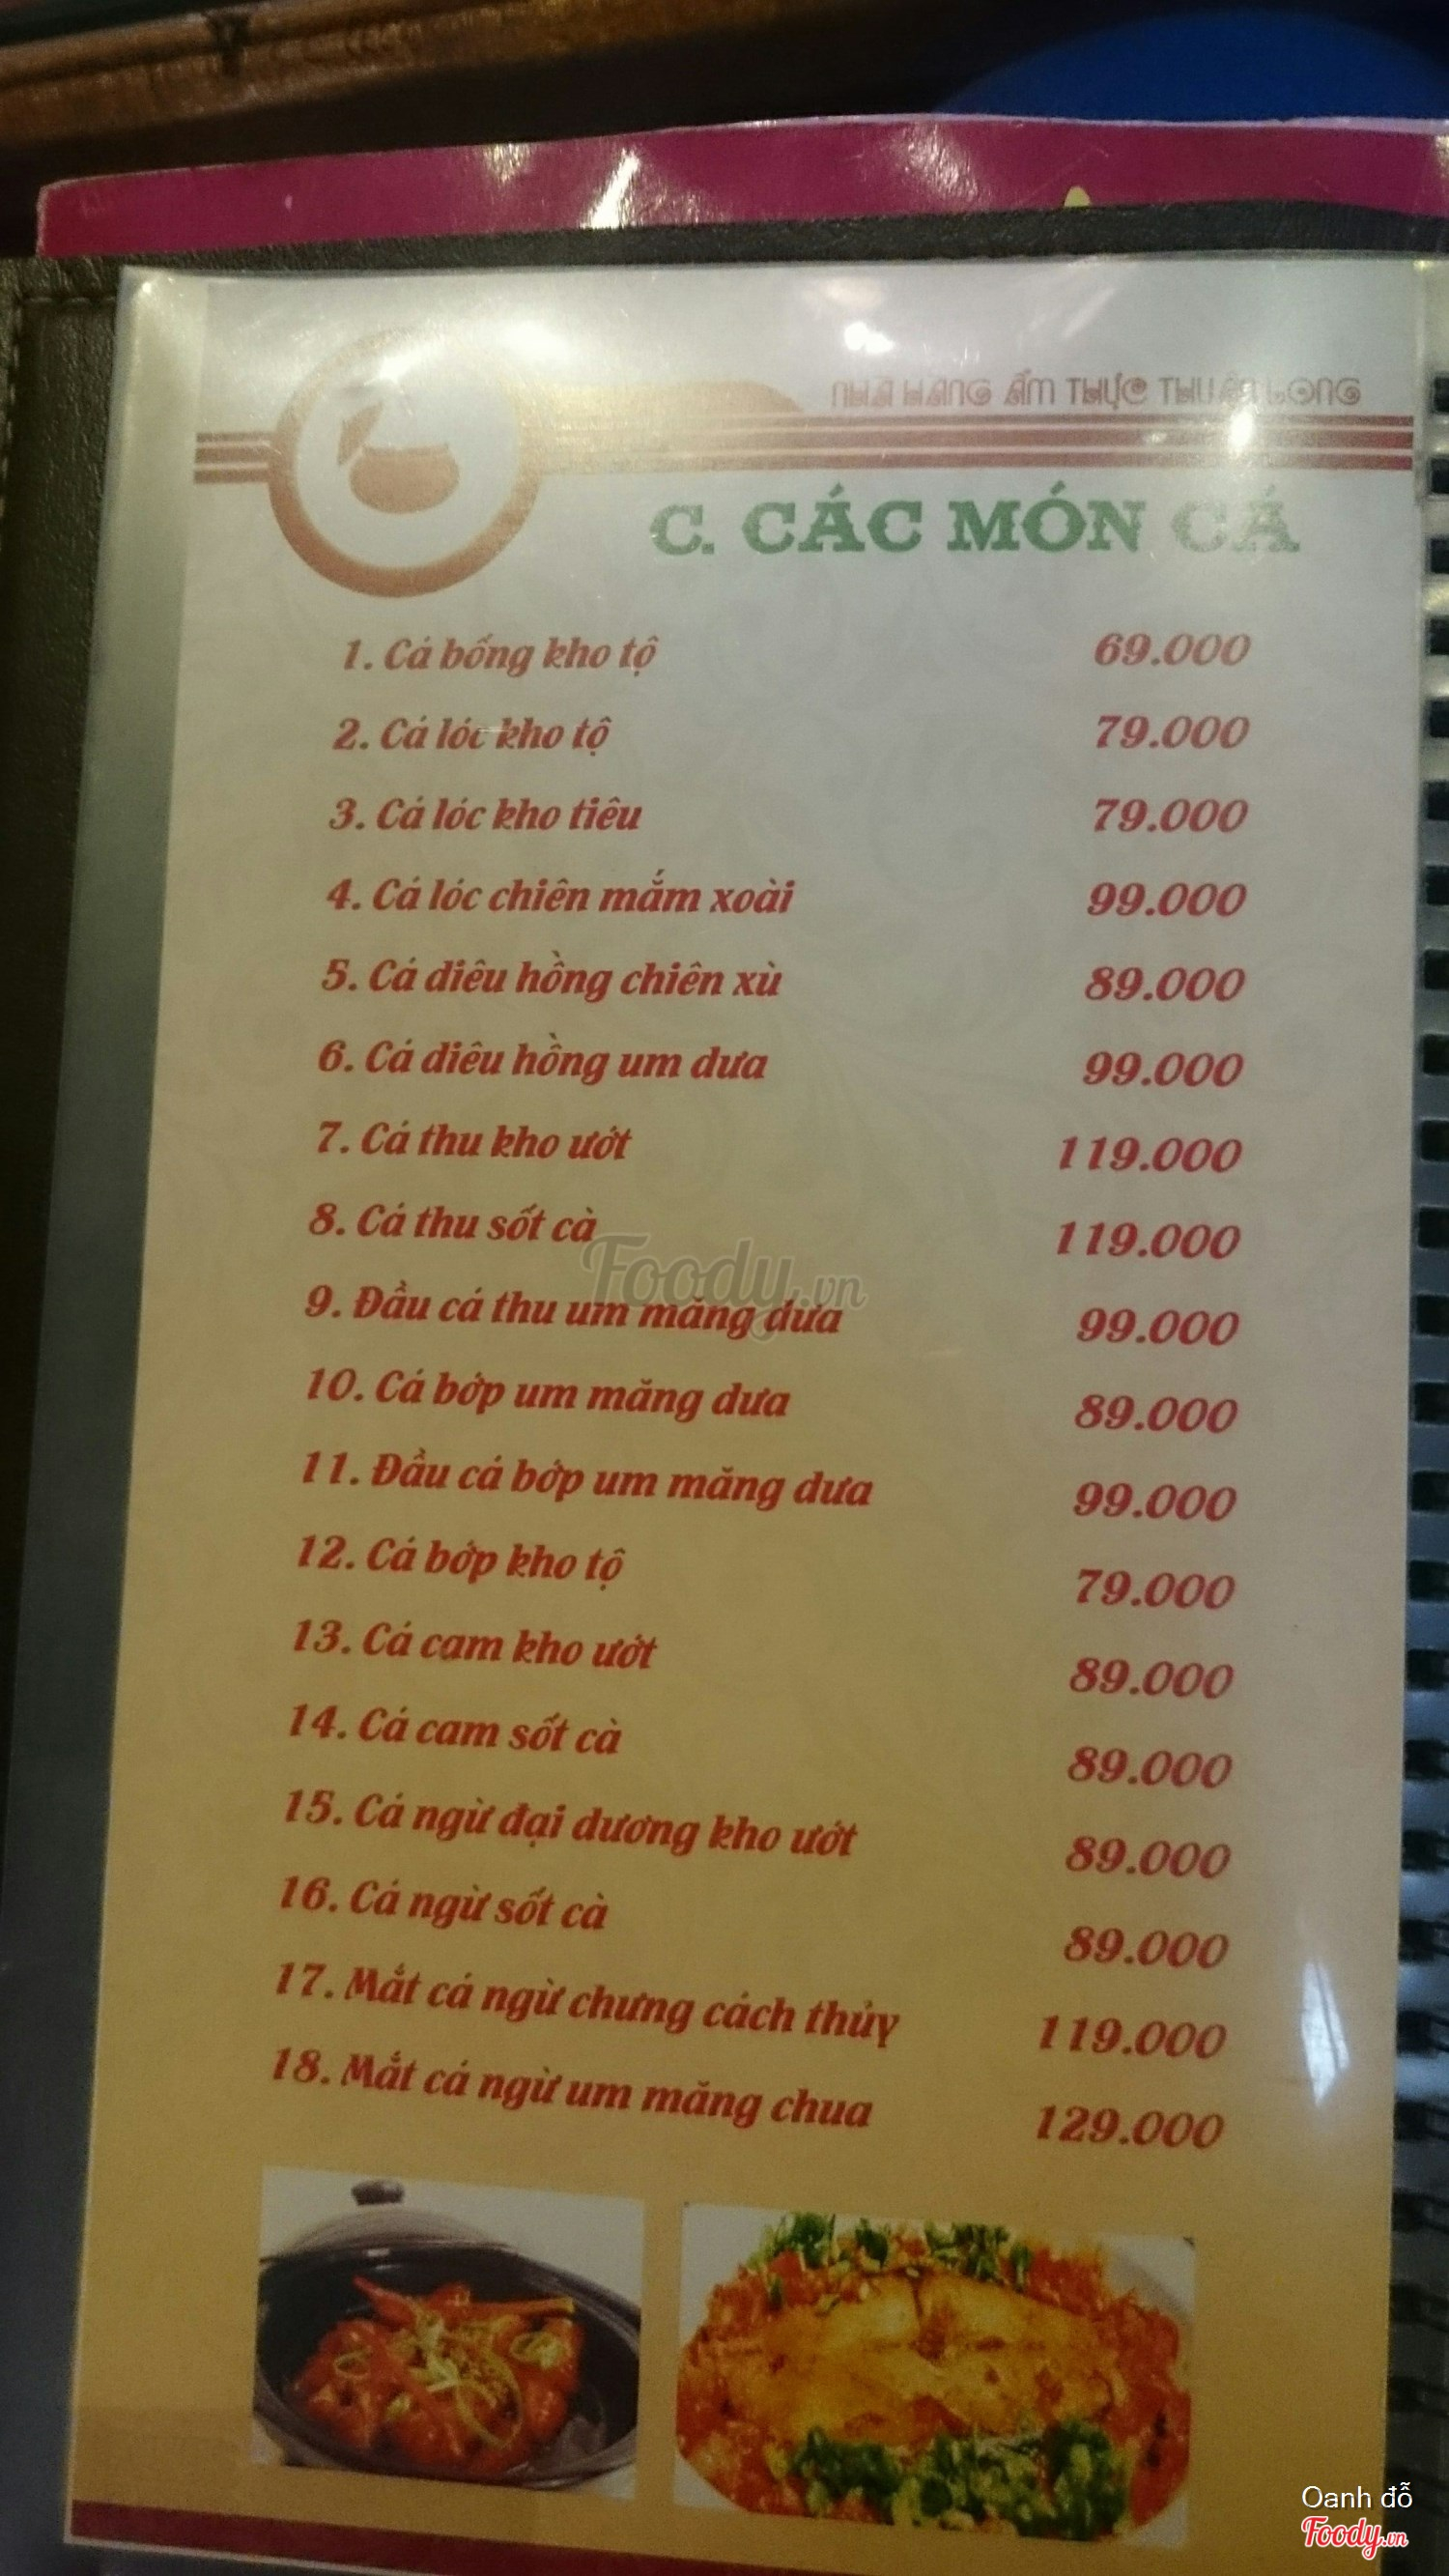 NHÀ HÀNG ẨM THỰC THUẬN LONG
C. CÁC MÓN CÁ
1. Cá bống kho tộ 69.000
2. Cá lóc kho tộ 79.000
3. Cá lóc kho tiêu 79.000
4. Cá lóc chiên mắm xoài 99.000
5. Cá diêu hồng chiên xù 89.000
6. Cá diêu hồng um dưa 99.000
7. Cá thu kho ướt 119.000
8. Cá thu sốt cà 119.000
Foody.vn
9. Đầu cá thu um măng dưa 99.000
10. Cá bớp um măng dưa 89.000
11. Đầu cá bớp um măng dưa 99.000
12. Cá bớp kho tộ 79.000
13. Cá cam kho ướt 89.000
14. Cá cam sốt cà 89.000
15. Cá ngừ đại dương kho ướt 89.000
16. Cá ngừ sốt cà 89.000
17. Mắt cá ngừ chưng cách thủy 119.000
18. Mắt cá ngừ um măng chua 129.000
Oanh đỗ
Foody.vn